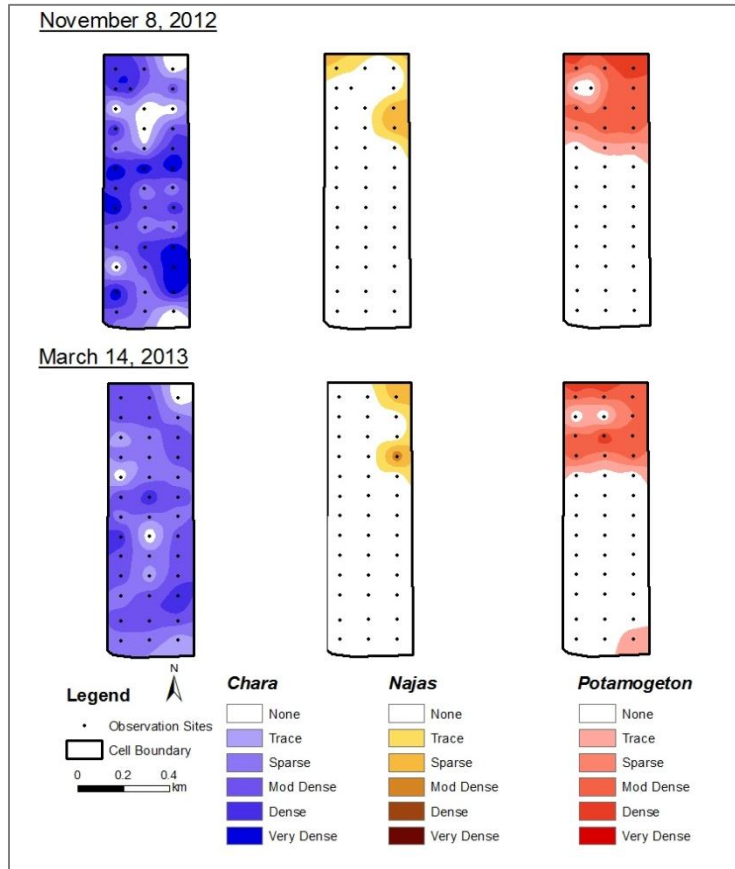 November 8, 2012
March 14, 2013
N
Legend
Observation Sites
Cell Boundary
0 0.2 0.4
km
Chara
None
Trace
Sparse
Mod Dense
Dense
Very Dense
Najas
None
Trace
Sparse
Mod Dense
Dense
Very Dense
Potamogeton
None
Trace
Sparse
Mod Dense
Dense
Very Dense